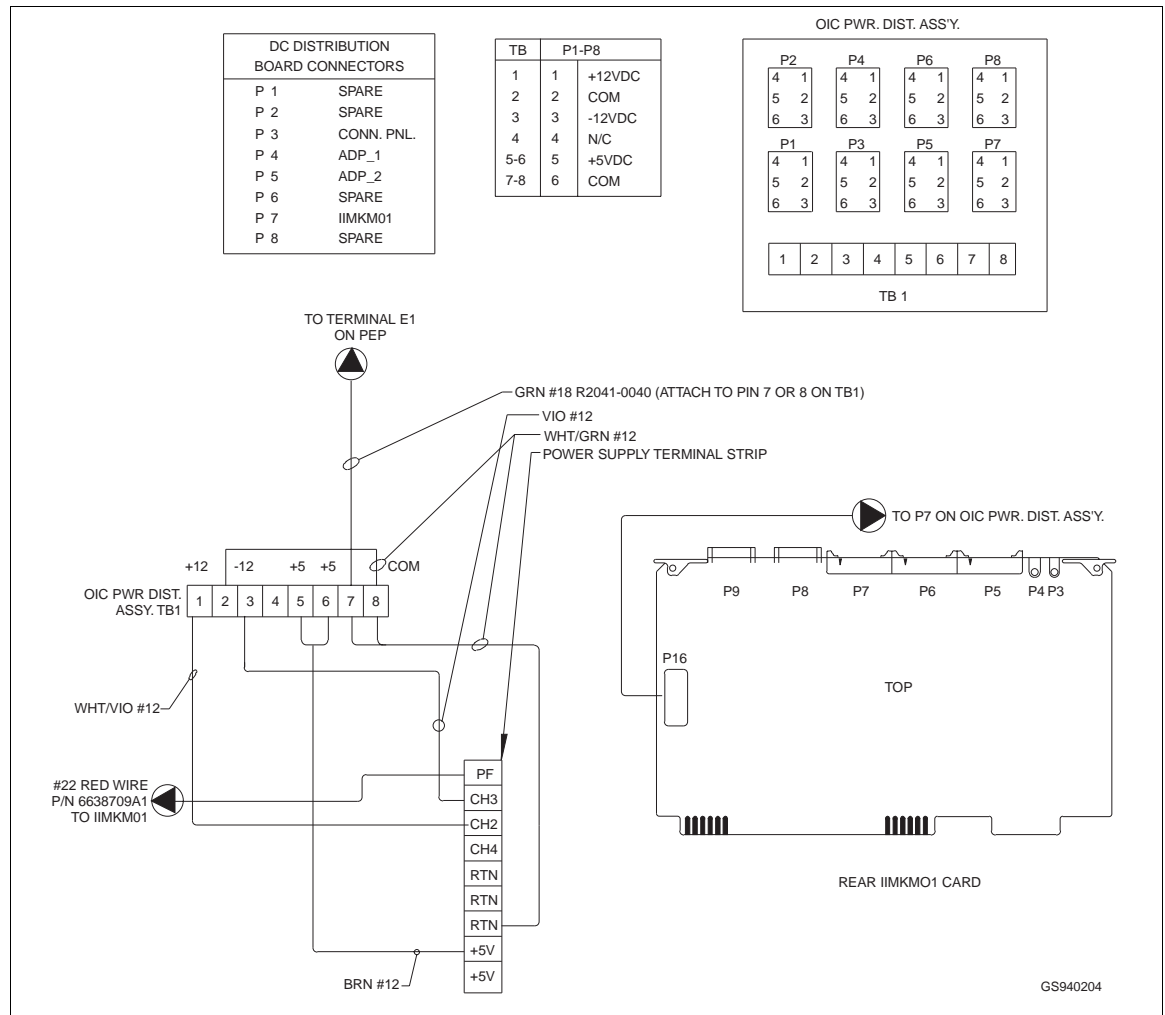 DC DISTRIBUTION
BOARD CONNECTORS
P 1 SPARE
P 2 SPARE
P 3 CONN. PNL.
P 4 ADP_1
P 5 ADP_2
P 6 SPARE
P 7 IIMKM01
P 8 SPARE
TB P1-P8
1 1 +12VDC
2 2 COM
3 3 -12VDC
4 4 N/C
5-6 5 +5VDC
7-8 6 COM
OIC PWR. DIST. ASS'Y.
P2 P4 P6 P8
4 1 4 1 4 1 4 1
5 2 5 2 5 2 5 2
6 3 6 3 6 3 6 3
P1 P3 P5 P7
4 1 4 1 4 1 4 1
5 2 5 2 5 2 5 2
6 3 6 3 6 3 6 3
1 2 3 4 5 6 7 8
TB 1
TO TERMINAL E1
ON PEP
GRN #18 R2041-0040 (ATTACH TO PIN 7 OR 8 ON TB1)
VIO #12
WHT/GRN #12
POWER SUPPLY TERMINAL STRIP
+12 -12 +5 +5 COM
OIC PWR DIST.
ASSY. TB1
1 2 3 4 5 6 7 8
WHT/VIO #12
#22 RED WIRE
P/N 6638709A1
TO IIMKM01
PF
CH3
CH2
CH4
RTN
RTN
RTN
+5V
+5V
BRN #12
TO P7 ON OIC PWR. DIST. ASS'Y.
P9 P8 P7 P6 P5 P4 P3
P16
TOP
REAR IIMKMO1 CARD
GS940204